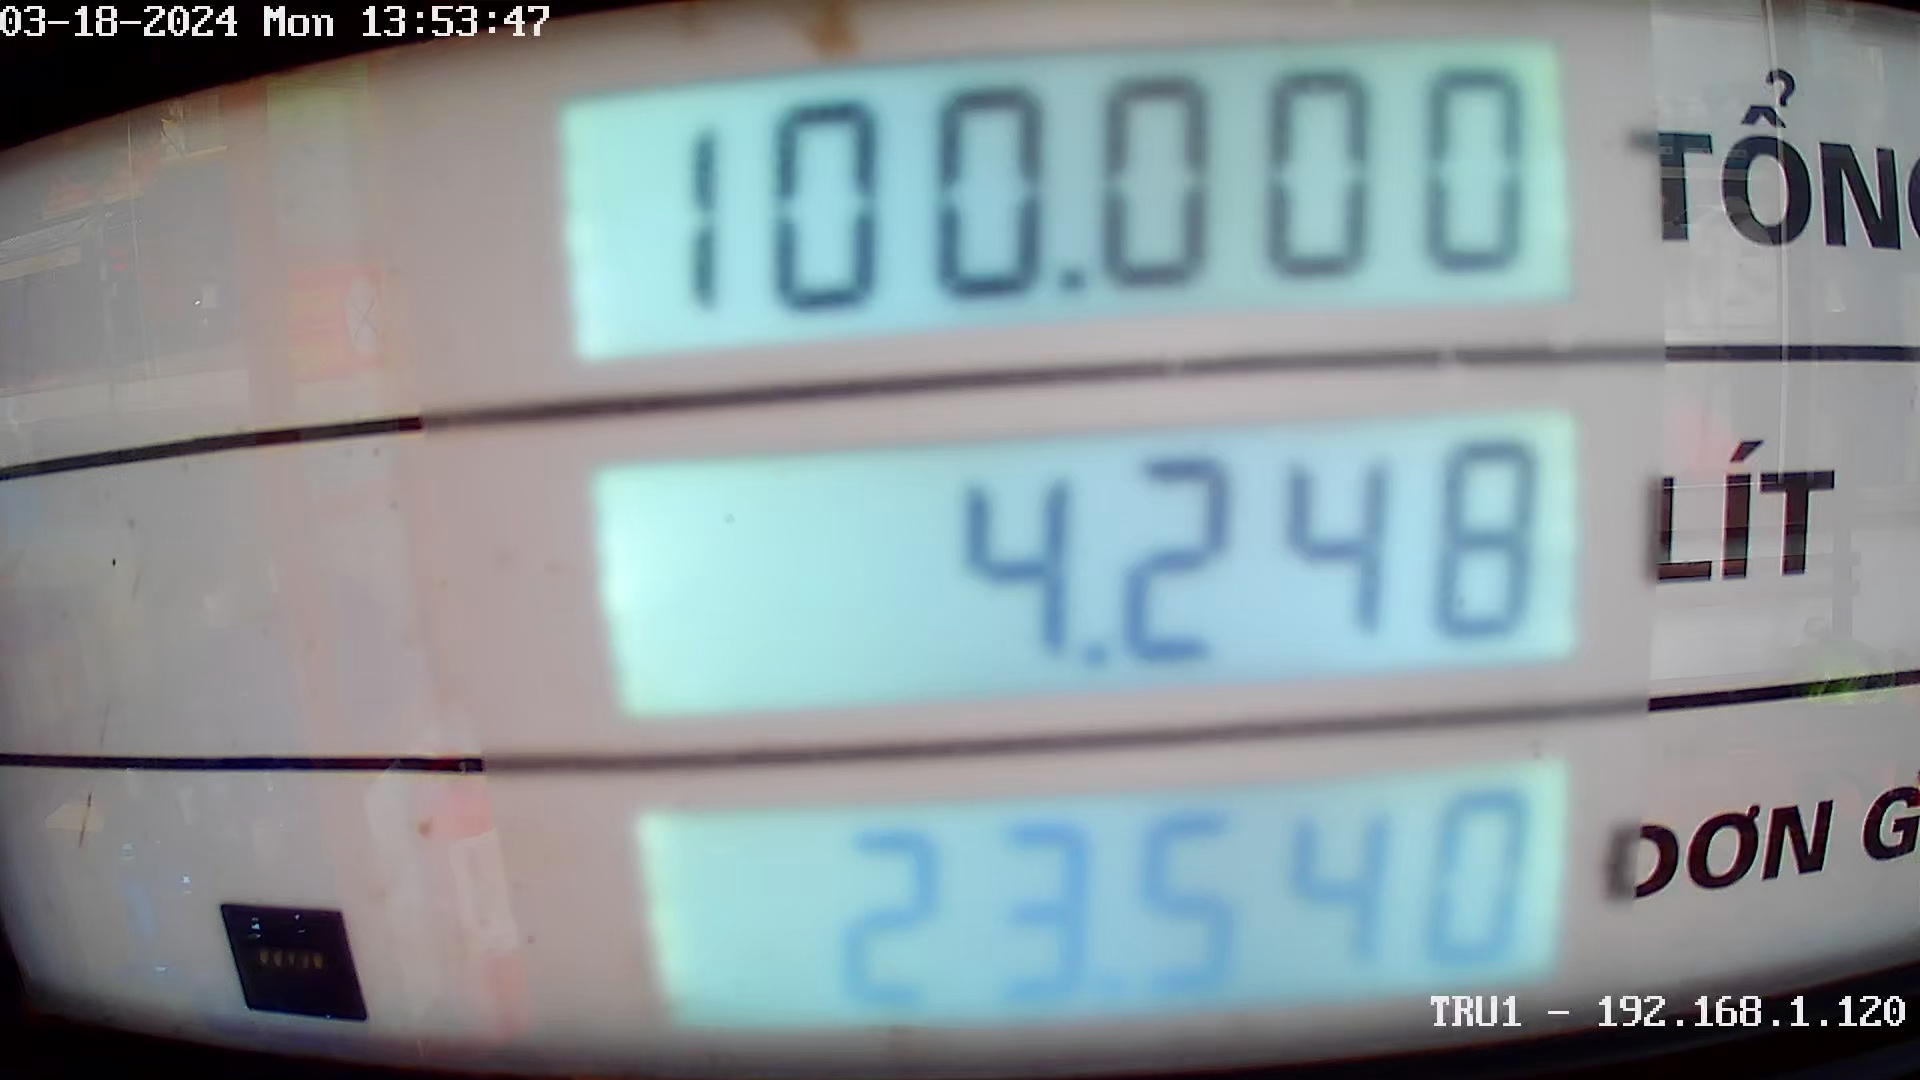 03-18-2024 Mon 13:53:47
100.000 TỔNG
4.248 LÍT
23.540 ĐƠN G
TRU1 - 192.168.1.120